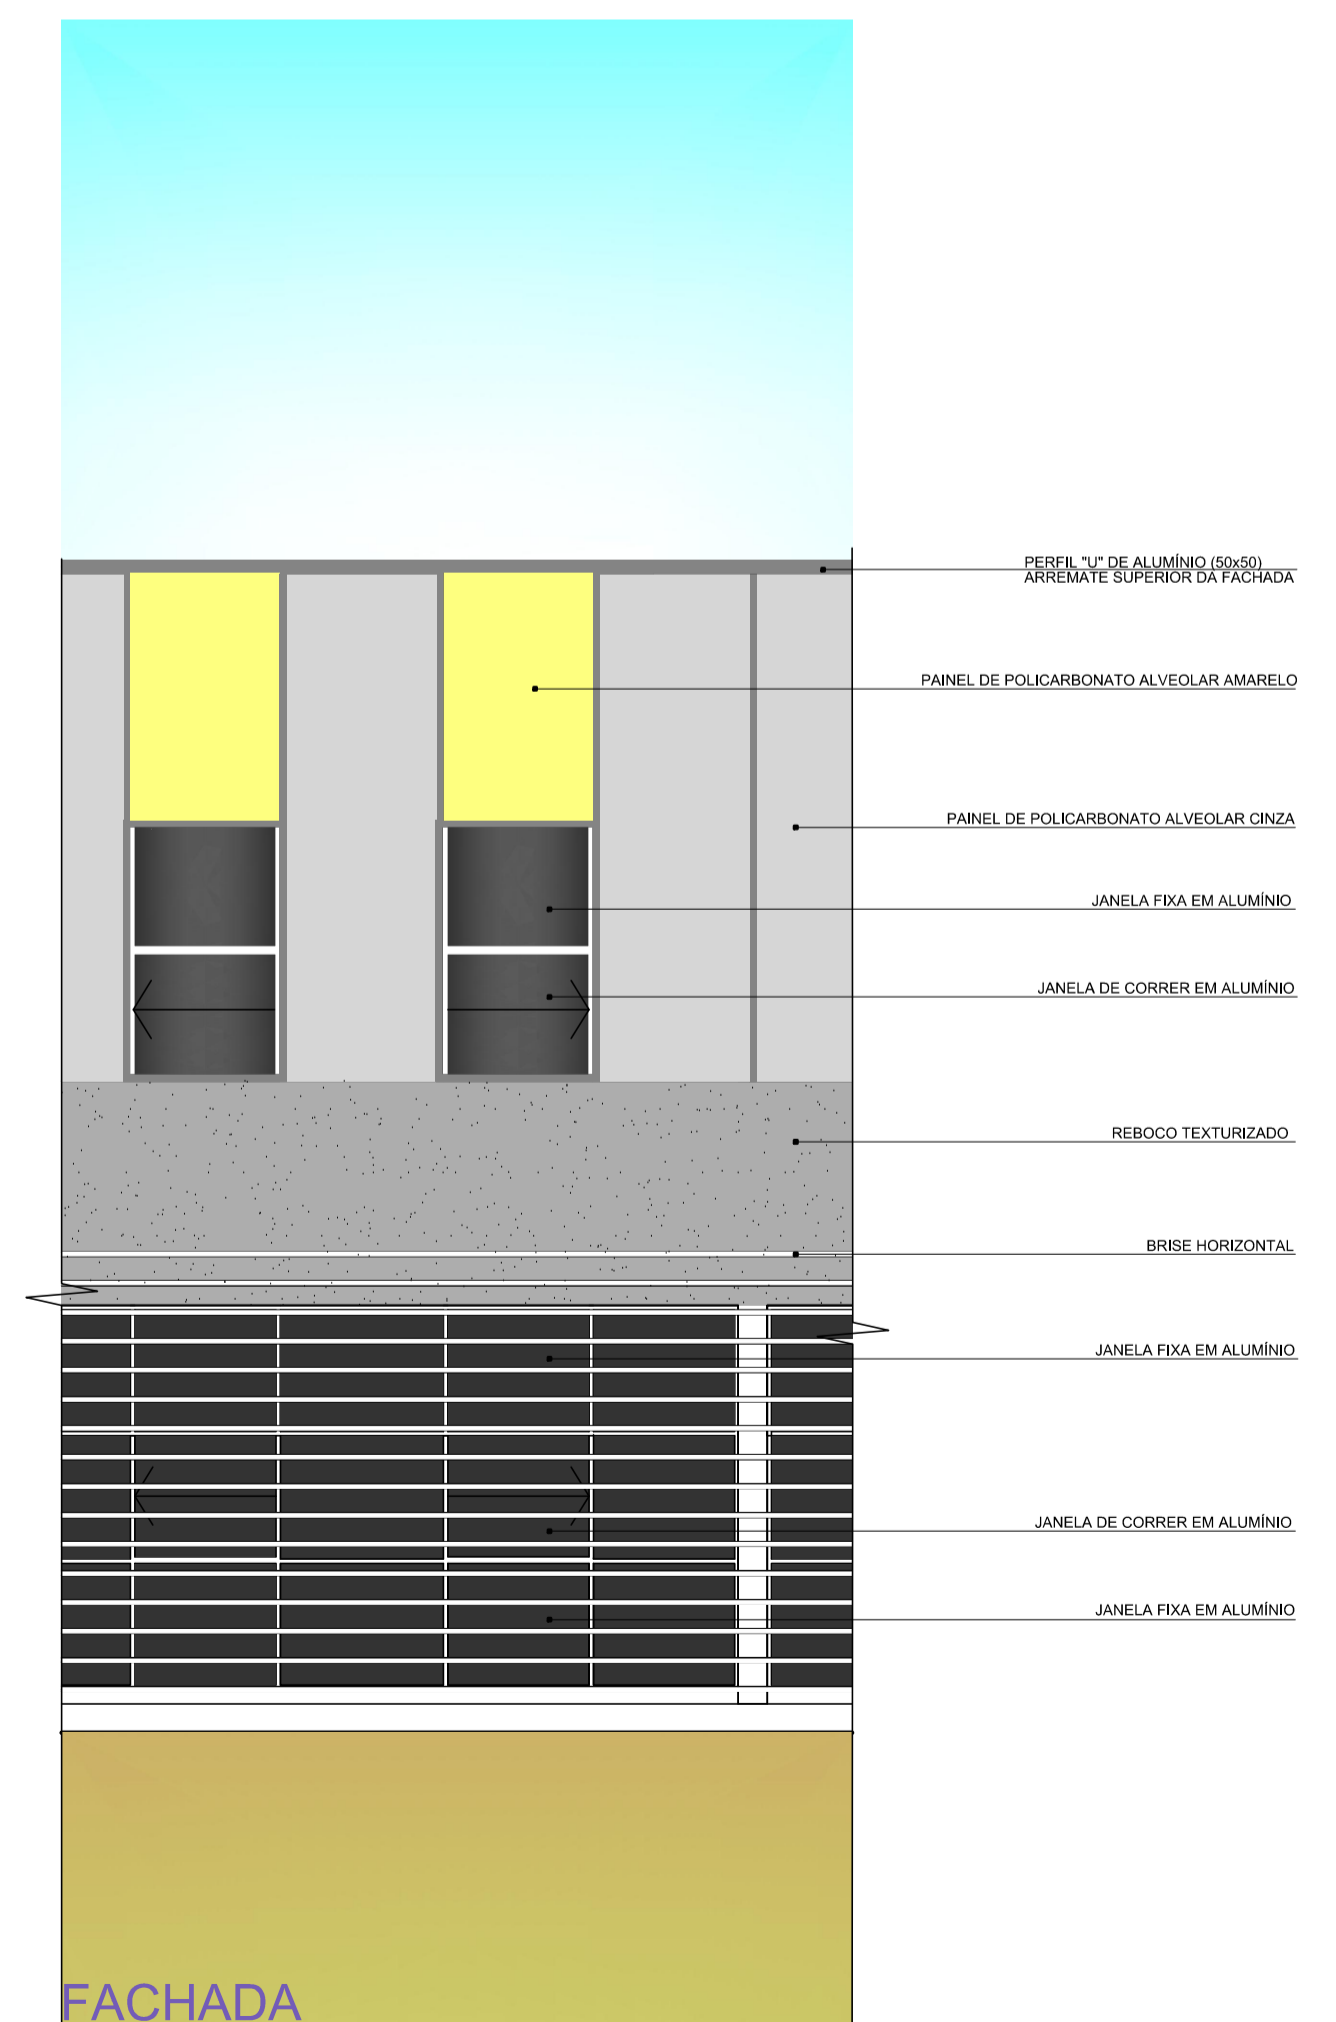 PERFIL "U" DE ALUMÍNIO (50x50)
ARREMATE SUPERIOR DA FACHADA
PAINEL DE POLICARBONATO ALVEOLAR AMARELO
PAINEL DE POLICARBONATO ALVEOLAR CINZA
JANELA FIXA EM ALUMÍNIO
JANELA DE CORRER EM ALUMÍNIO
REBOCO TEXTURIZADO
BRISE HORIZONTAL
JANELA FIXA EM ALUMÍNIO
JANELA DE CORRER EM ALUMÍNIO
JANELA FIXA EM ALUMÍNIO
FACHADA